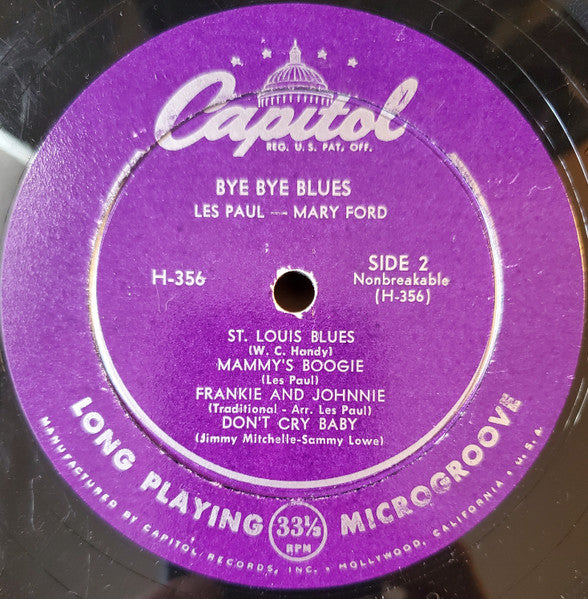 Capitol
REG. U.S. PAT. OFF.
BYE BYE BLUES
LES PAUL — MARY FORD
H-356
SIDE 2
Nonbreakable
(H-356)
ST. LOUIS BLUES
(W. C. Handy)
MAMMY'S BOOGIE
(Les Paul)
FRANKIE AND JOHNNIE
(Traditional - Arr. Les Paul)
DON'T CRY BABY
(Jimmy Mitchelle-Sammy Lowe)
LONG PLAYING 33⅓ RPM MICROGROOVE
MANUFACTURED BY CAPITOL RECORDS, INC. • HOLLYWOOD, CALIFORNIA • U.S.A.